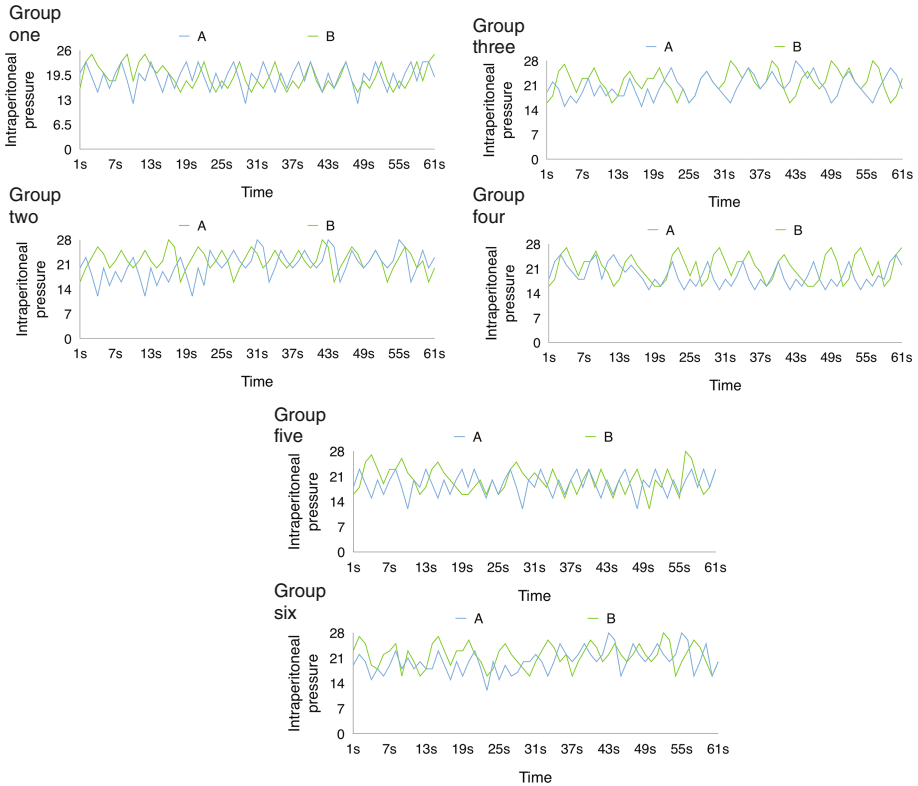 Group
one
A
B
Intraperitoneal
pressure
26
19.5
13
6.5
0
1s 7s 13s 19s 25s 31s 37s 43s 49s 55s 61s
Time
Group
three
A
B
Intraperitoneal
pressure
28
21
14
7
0
1s 7s 13s 19s 25s 31s 37s 43s 49s 55s 61s
Time
Group
two
A
B
Intraperitoneal
pressure
28
21
14
7
0
1s 7s 13s 19s 25s 31s 37s 43s 49s 55s 61s
Time
Group
four
A
B
Intraperitoneal
pressure
28
21
14
7
0
1s 7s 13s 19s 25s 31s 37s 43s 49s 55s 61s
Time
Group
five
A
B
Intraperitoneal
pressure
28
21
14
7
0
1s 7s 13s 19s 25s 31s 37s 43s 49s 55s 61s
Time
Group
six
A
B
Intraperitoneal
pressure
28
21
14
7
0
1s 7s 13s 19s 25s 31s 37s 43s 49s 55s 61s
Time